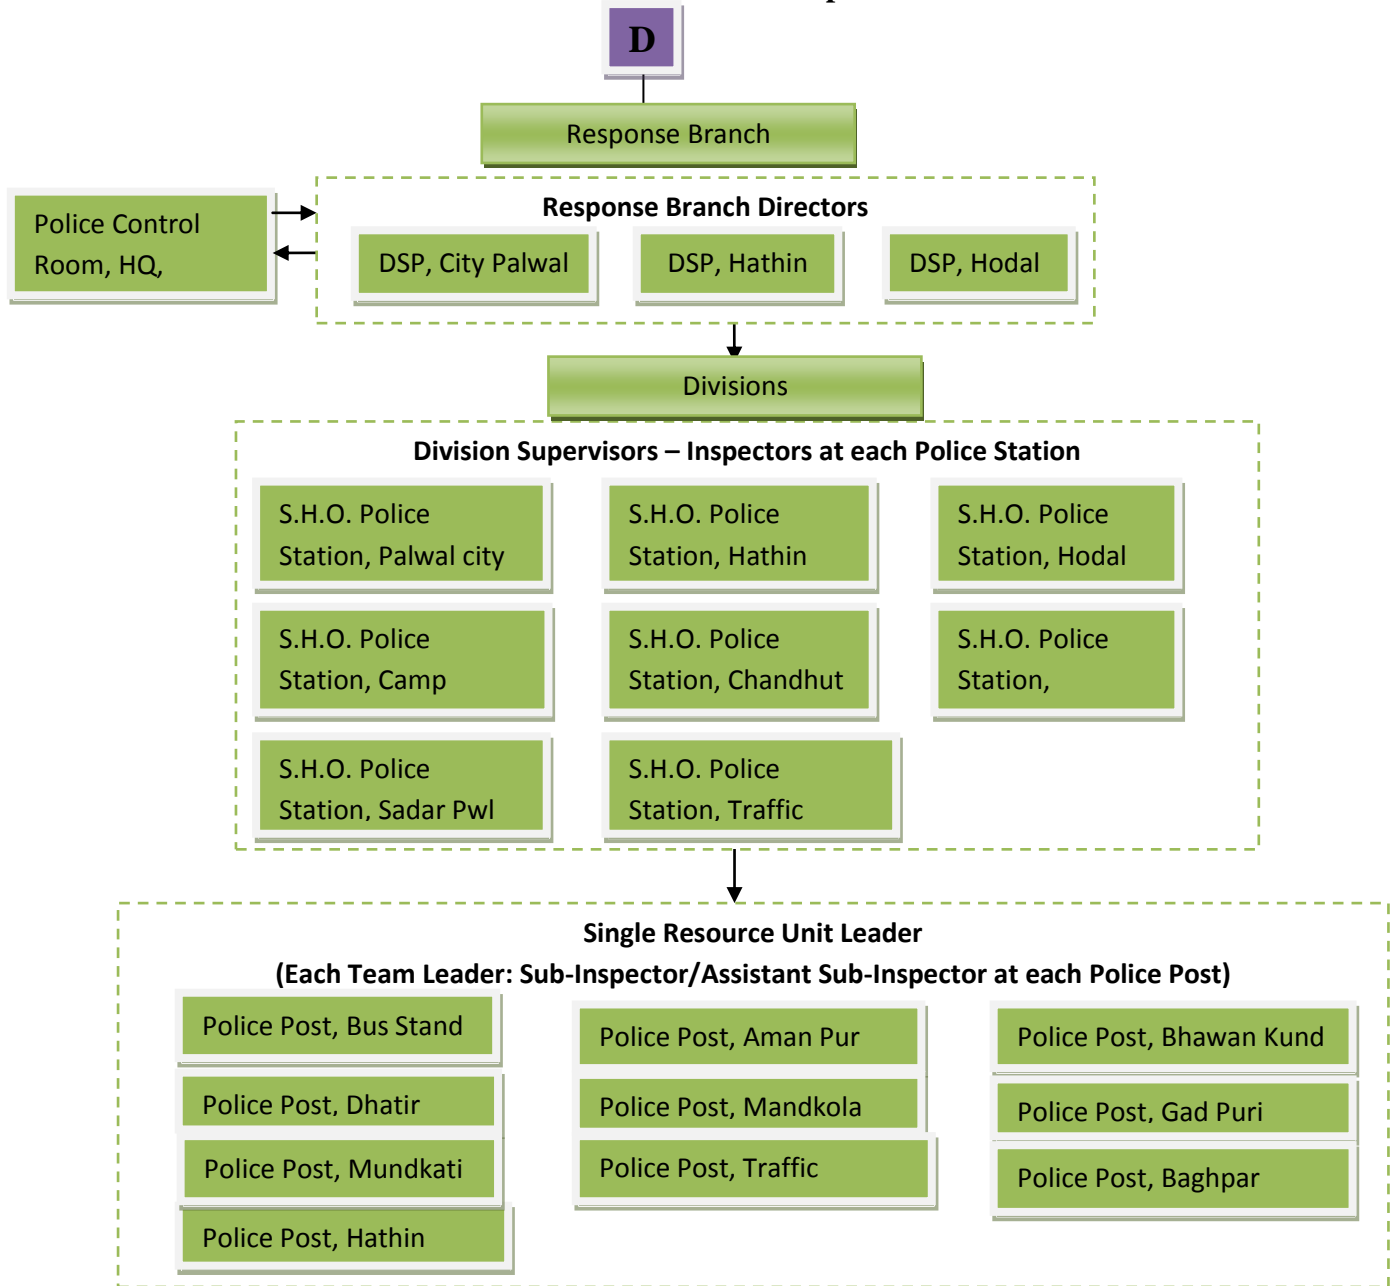 D
Response Branch
Police Control
Room, HQ,
Response Branch Directors
DSP, City Palwal
DSP, Hathin
DSP, Hodal
Divisions
Division Supervisors – Inspectors at each Police Station
S.H.O. Police
Station, Palwal city
S.H.O. Police
Station, Hathin
S.H.O. Police
Station, Hodal
S.H.O. Police
Station, Camp
S.H.O. Police
Station, Chandhut
S.H.O. Police
Station,
S.H.O. Police
Station, Sadar Pwl
S.H.O. Police
Station, Traffic
Single Resource Unit Leader
(Each Team Leader: Sub-Inspector/Assistant Sub-Inspector at each Police Post)
Police Post, Bus Stand
Police Post, Aman Pur
Police Post, Bhawan Kund
Police Post, Dhatir
Police Post, Mandkola
Police Post, Gad Puri
Police Post, Mundkati
Police Post, Traffic
Police Post, Baghpar
Police Post, Hathin